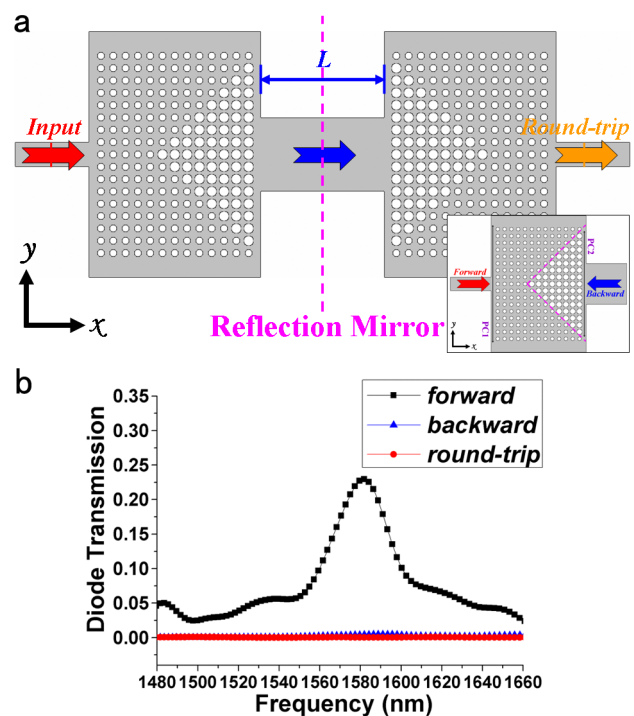 a
L
Input
Round-trip
y
x
Reflection Mirror
PC2
Forward
Backward
PC1
y
x
b
forward
backward
round-trip
0.35
0.30
0.25
0.20
0.15
0.10
0.05
0.00
Diode Transmission
1480 1500 1520 1540 1560 1580 1600 1620 1640 1660
Frequency (nm)